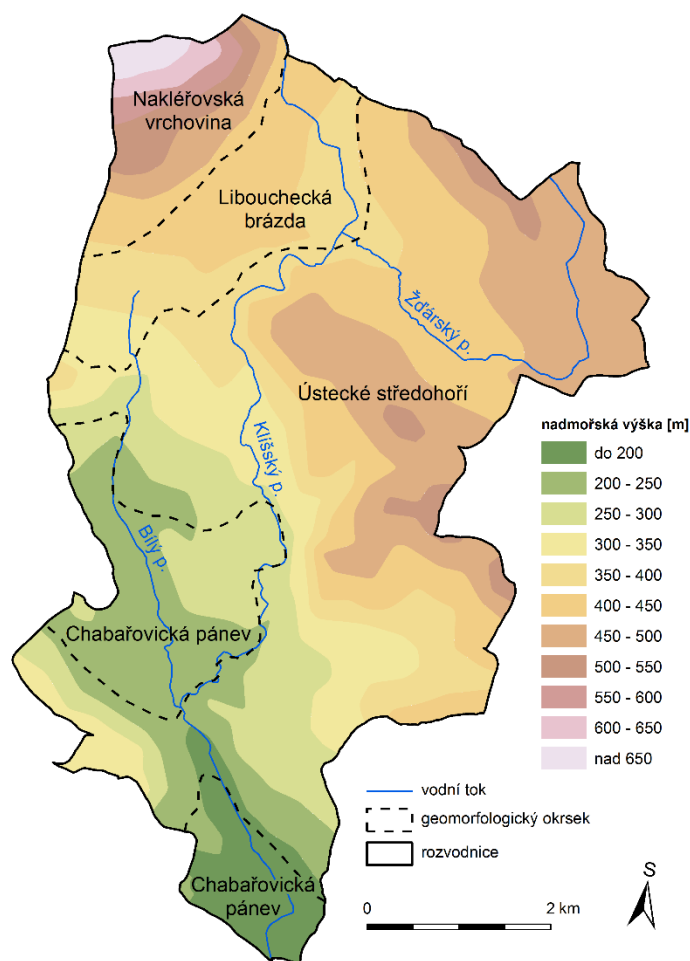 Nakléřovská
vrchovina
Libouchecká
brázda
Žďárský p.
Ústecké středohoří
Klíšský p.
Bílý p.
Chabařovická pánev
Chabařovická
pánev
nadmořská výška [m]
do 200
200 - 250
250 - 300
300 - 350
350 - 400
400 - 450
450 - 500
500 - 550
550 - 600
600 - 650
nad 650
vodní tok
geomorfologický okrsek
rozvodnice
0 2 km
S